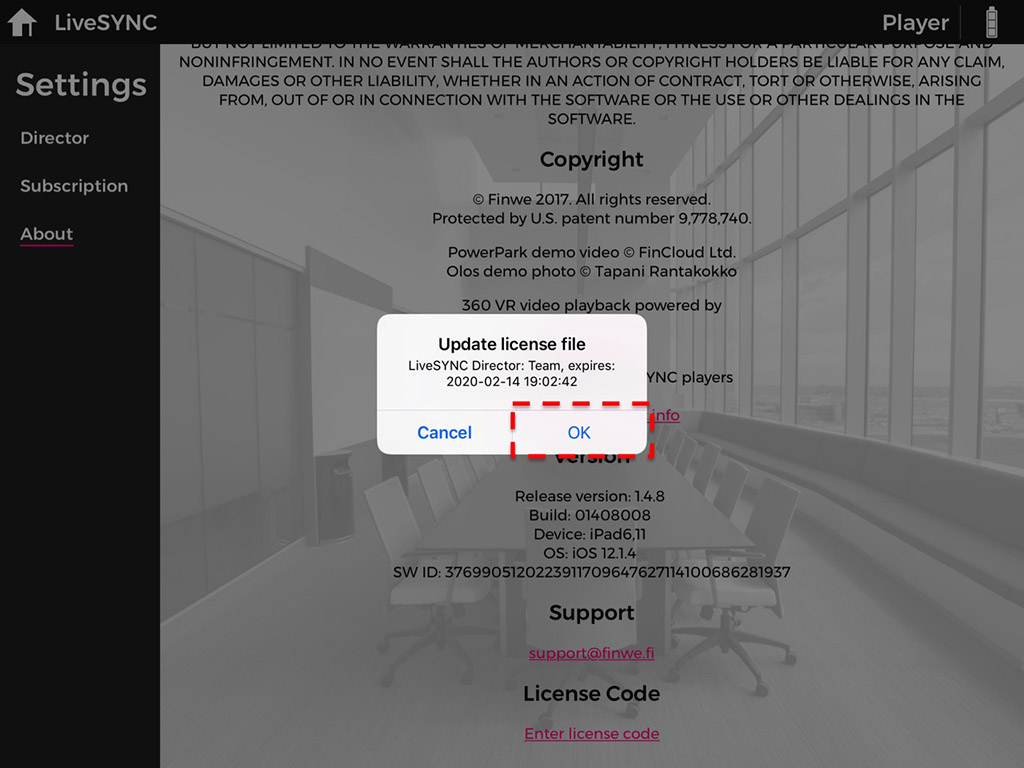 LiveSYNC
Player
Settings
Director
Subscription
About
BUT NOT LIMITED TO THE WARRANTIES OF MERCHANTABILITY, FITNESS FOR A PARTICULAR PURPOSE AND
NONINFRINGEMENT. IN NO EVENT SHALL THE AUTHORS OR COPYRIGHT HOLDERS BE LIABLE FOR ANY CLAIM,
DAMAGES OR OTHER LIABILITY, WHETHER IN AN ACTION OF CONTRACT, TORT OR OTHERWISE, ARISING
FROM, OUT OF OR IN CONNECTION WITH THE SOFTWARE OR THE USE OR OTHER DEALINGS IN THE
SOFTWARE.
Copyright
© Finwe 2017. All rights reserved.
Protected by U.S. patent number 9,778,740.
PowerPark demo video © FinCloud Ltd.
Olos demo photo © Tapani Rantakokko
360 VR video playback powered by
Update license file
LiveSYNC Director: Team, expires:
2020-02-14 19:02:42
YNC players
info
Cancel
OK
Version
Release version: 1.4.8
Build: 01408008
Device: iPad6,11
OS: iOS 12.1.4
SW ID: 3769905120223911709647627114100686281937
Support
support@finwe.fi
License Code
Enter license code